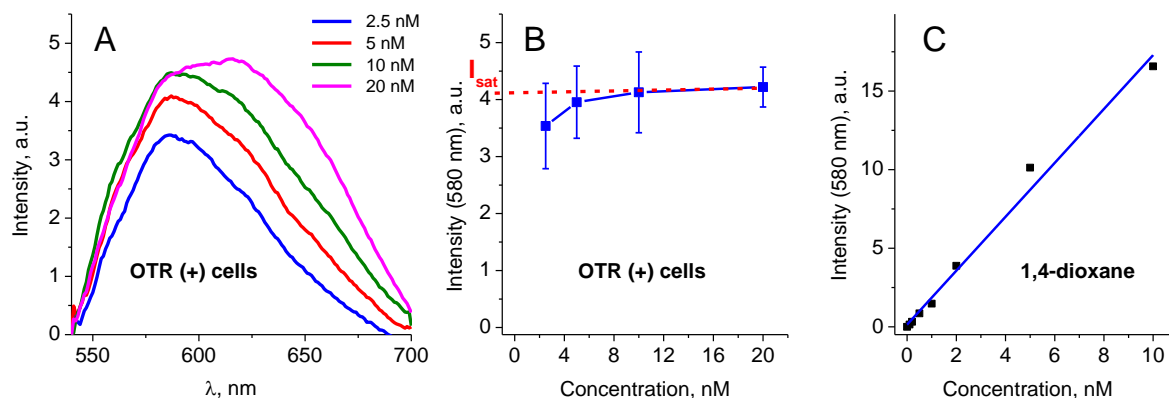 A
2.5 nM
5 nM
10 nM
20 nM
OTR (+) cells
Intensity, a.u.
0
1
2
3
4
5
550
600
650
700
λ, nm
B
I sat
OTR (+) cells
Intensity (580 nm), a.u.
0
1
2
3
4
5
0
4
8
12
16
20
Concentration, nM
C
1,4-dioxane
Intensity (580 nm), a.u.
0
5
10
15
0
2
4
6
8
10
Concentration, nM